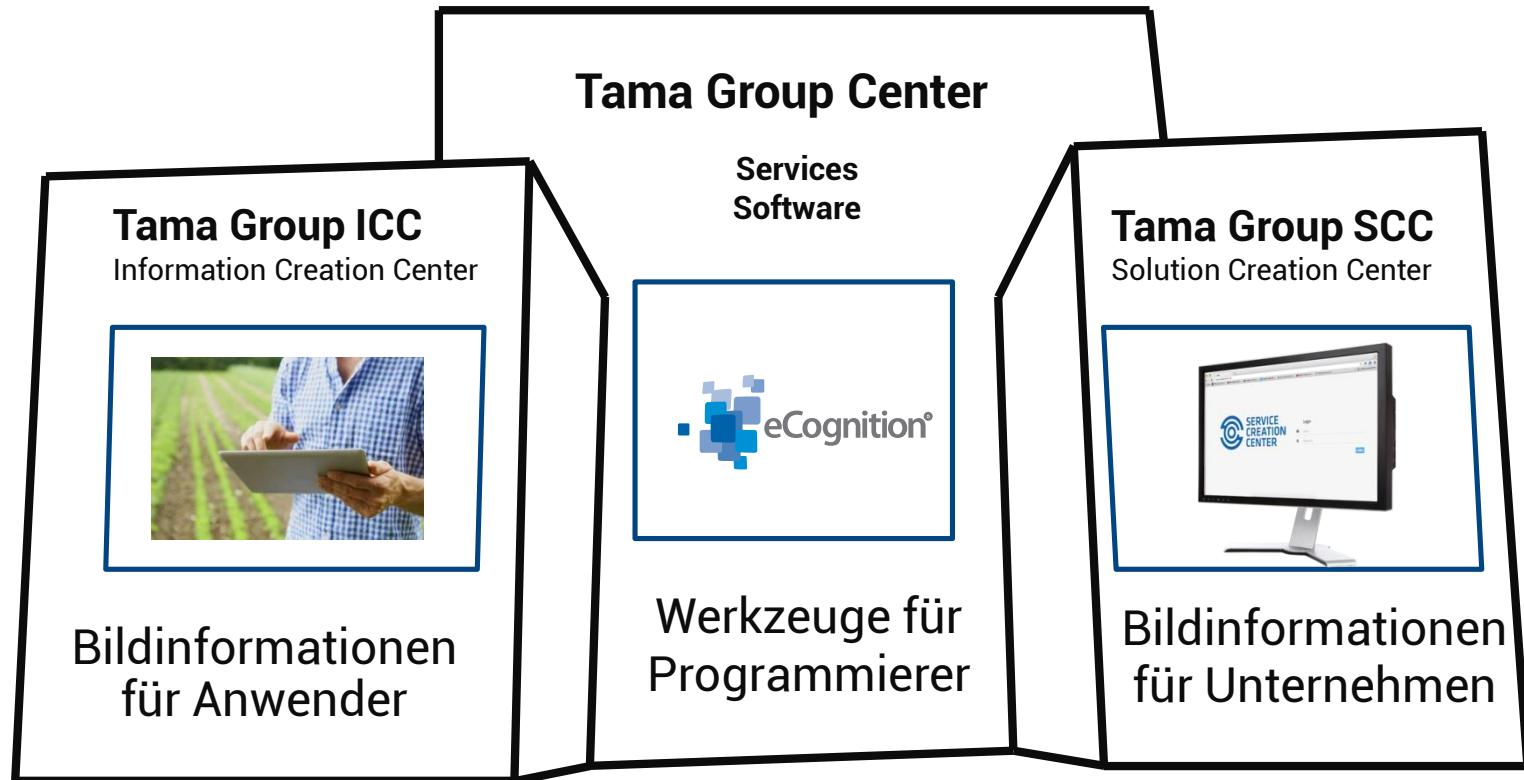 Tama Group Center
Services
Software
Tama Group ICC
Information Creation Center
eCognition®
Tama Group SCC
Solution Creation Center
SERVICE
CREATION
CENTER
Login
Bildinformationen
für Anwender
Werkzeuge für
Programmierer
Bildinformationen
für Unternehmen